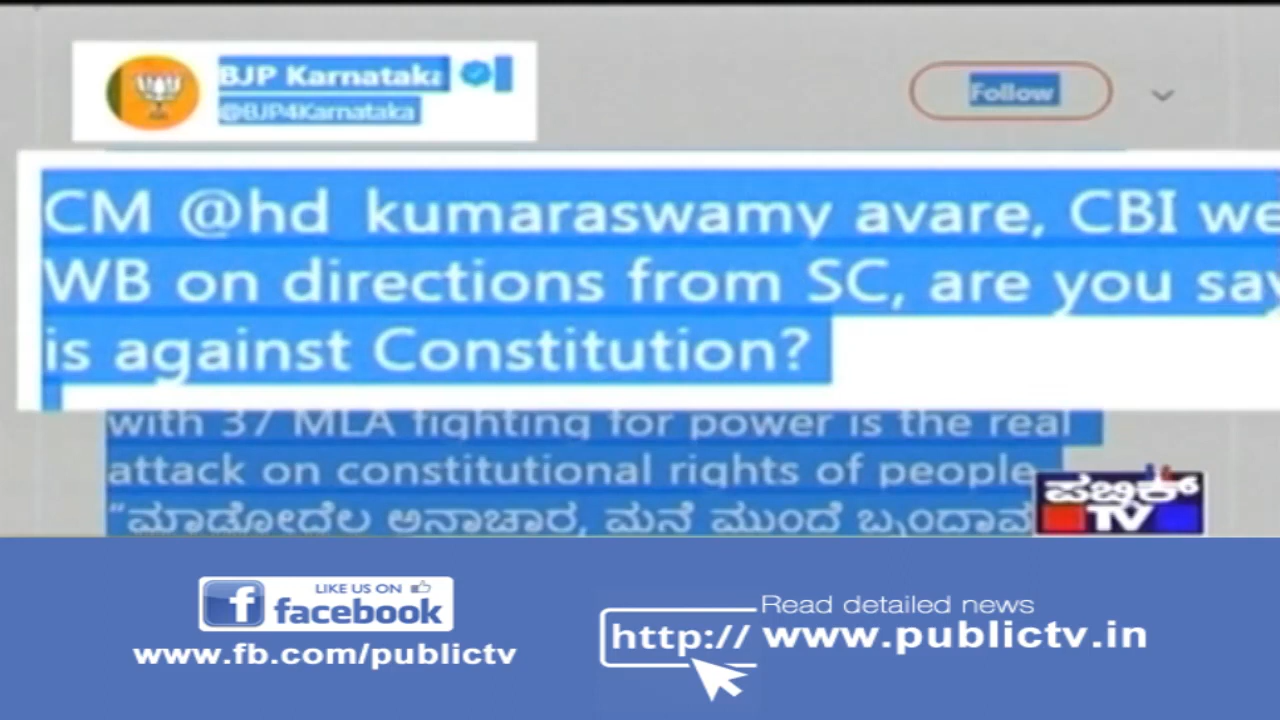 BJP Karnataka
@BJP4Karnataka
Follow
CM @hd kumaraswamy avare, CBI we
WB on directions from SC, are you say
is against Constitution?
with 37 MLA fighting for power is the real
attack on constitutional rights of people
"ಮಾಡೋದೆಲ ಅನಾಚಾರ, ಮನೆ ಮುಂದೆ ಬೃಂದಾವ
ಪಬ್ಲಿಕ್
TV
LIKE US ON
facebook
www.fb.com/publictv
Read detailed news
http:// www.publictv.in